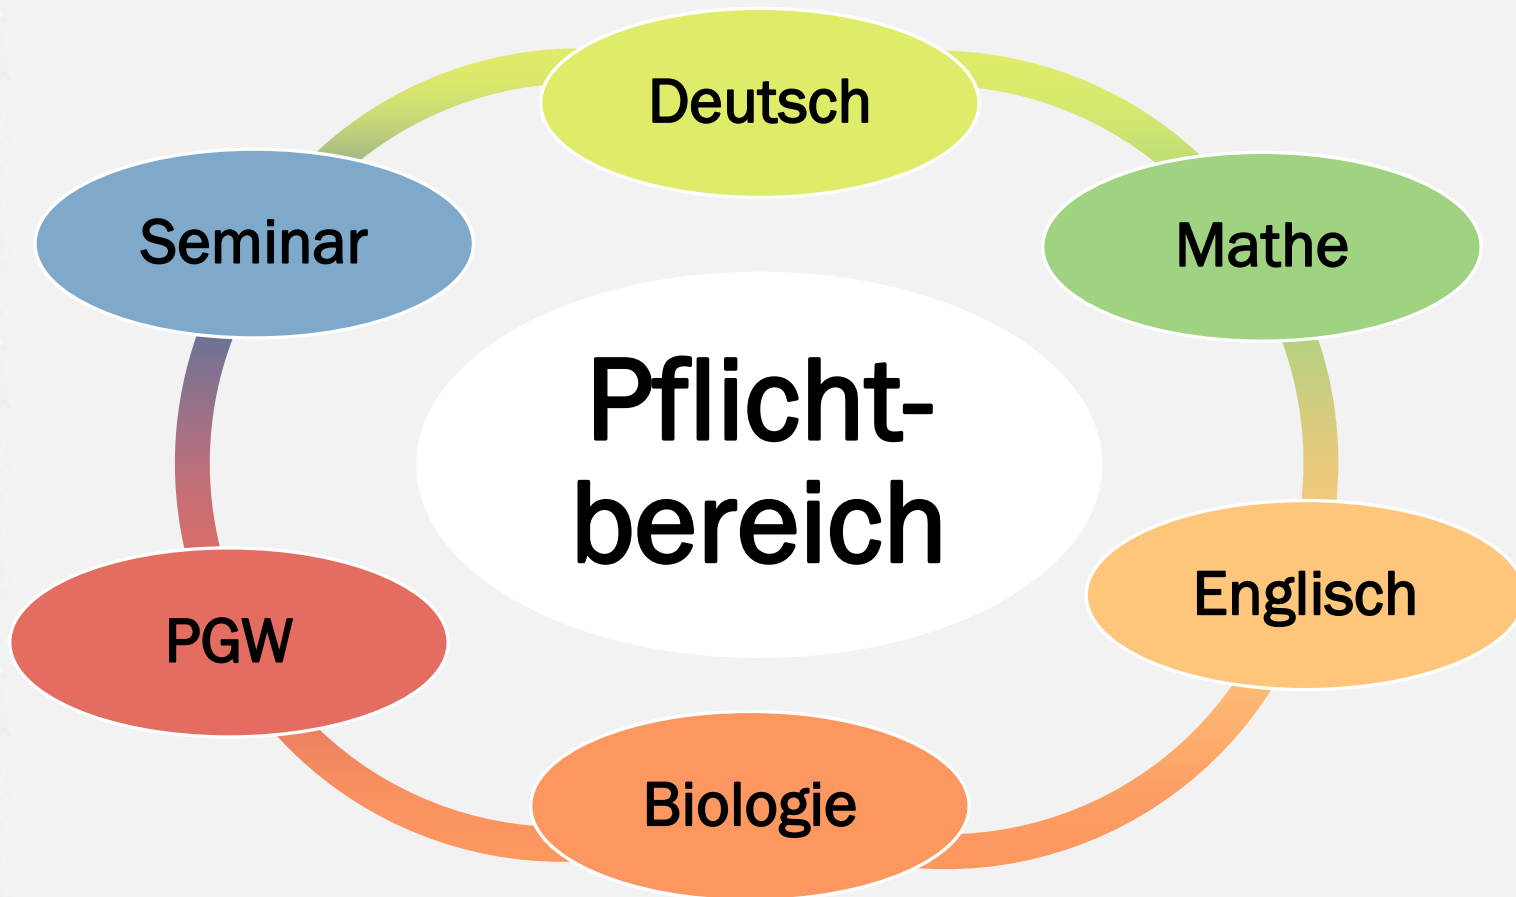 Deutsch
Seminar
Mathe
Pflicht-
bereich
Englisch
PGW
Biologie